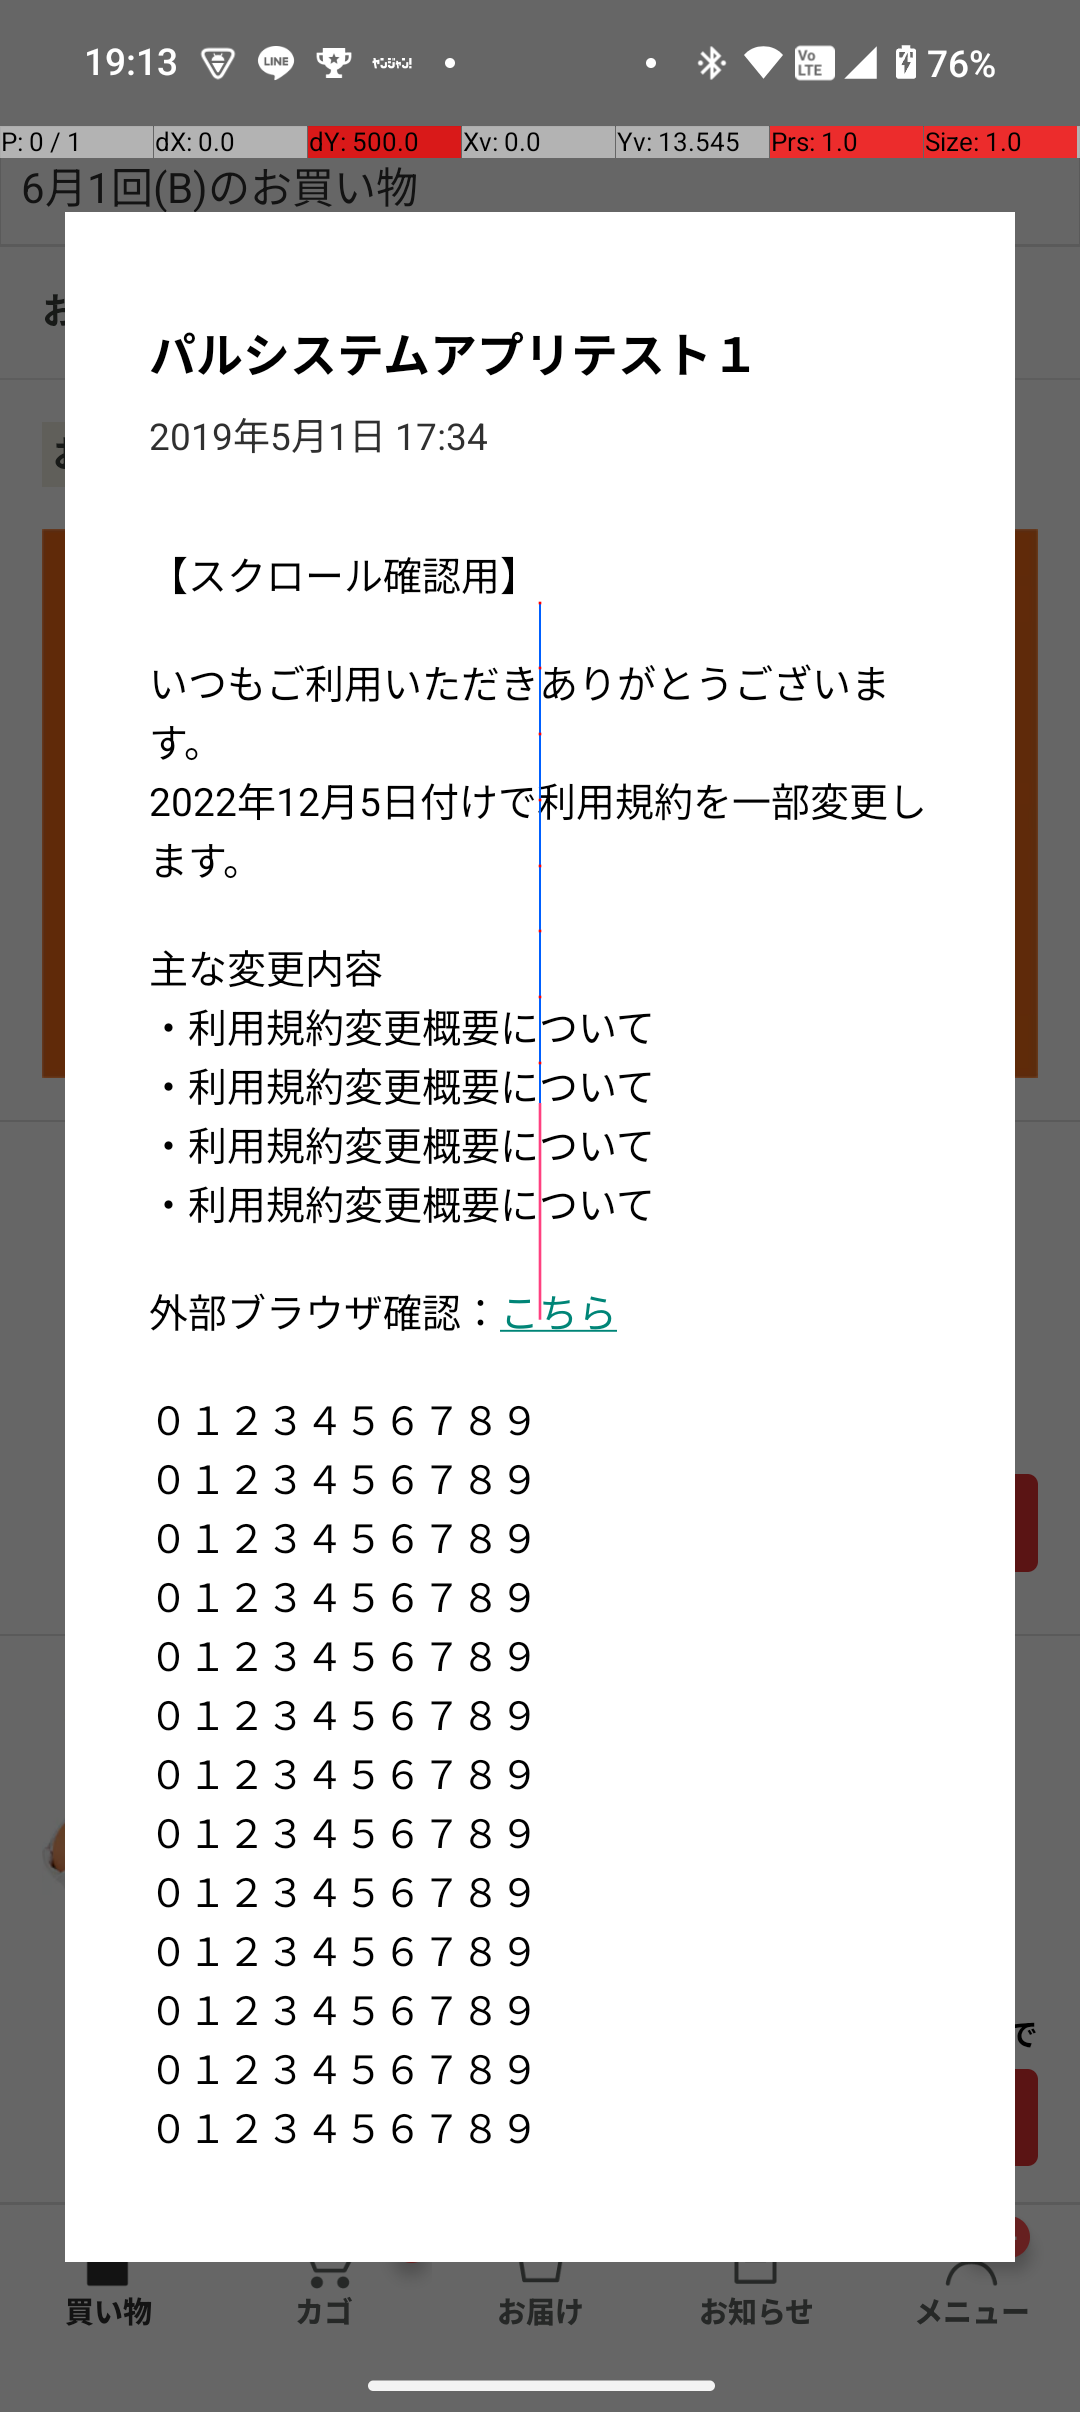 19:13 LINE ヤンジャン! Vo LTE 76%
P: 0 / 1 dX: 0.0 dY: 500.0 Xv: 0.0 Yv: 13.545 Prs: 1.0 Size: 1.0
6月1回(B)のお買い物
パルシステムアプリテスト１
2019年5月1日 17:34
【スクロール確認用】
いつもご利用いただきありがとうございま
す。
2022年12月5日付けで利用規約を一部変更し
ます。
主な変更内容
・利用規約変更概要について
・利用規約変更概要について
・利用規約変更概要について
・利用規約変更概要について
外部ブラウザ確認：こちら
０１２３４５６７８９
０１２３４５６７８９
０１２３４５６７８９
０１２３４５６７８９
０１２３４５６７８９
０１２３４５６７８９
０１２３４５６７８９
０１２３４５６７８９
０１２３４５６７８９
０１２３４５６７８９
０１２３４５６７８９
０１２３４５６７８９
０１２３４５６７８９
で
買い物 カゴ お届け お知らせ メニュー